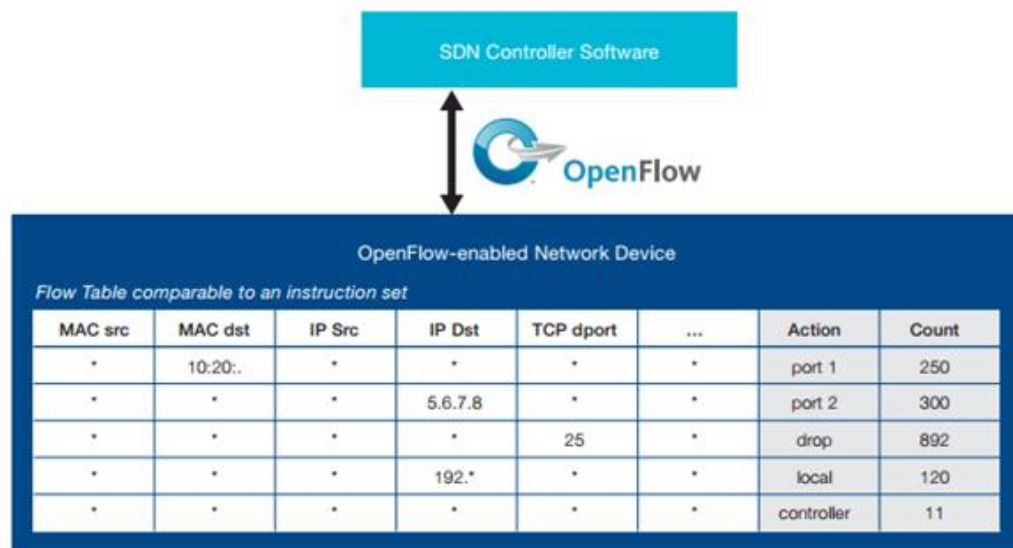 SDN Controller Software
OpenFlow
OpenFlow-enabled Network Device
Flow Table comparable to an instruction set
MAC src MAC dst IP Src IP Dst TCP dport ... Action Count
* 10:20:. * * * * port 1 250
* * * 5.6.7.8 * * port 2 300
* * * * 25 * drop 892
* * * 192.* * * local 120
* * * * * * controller 11